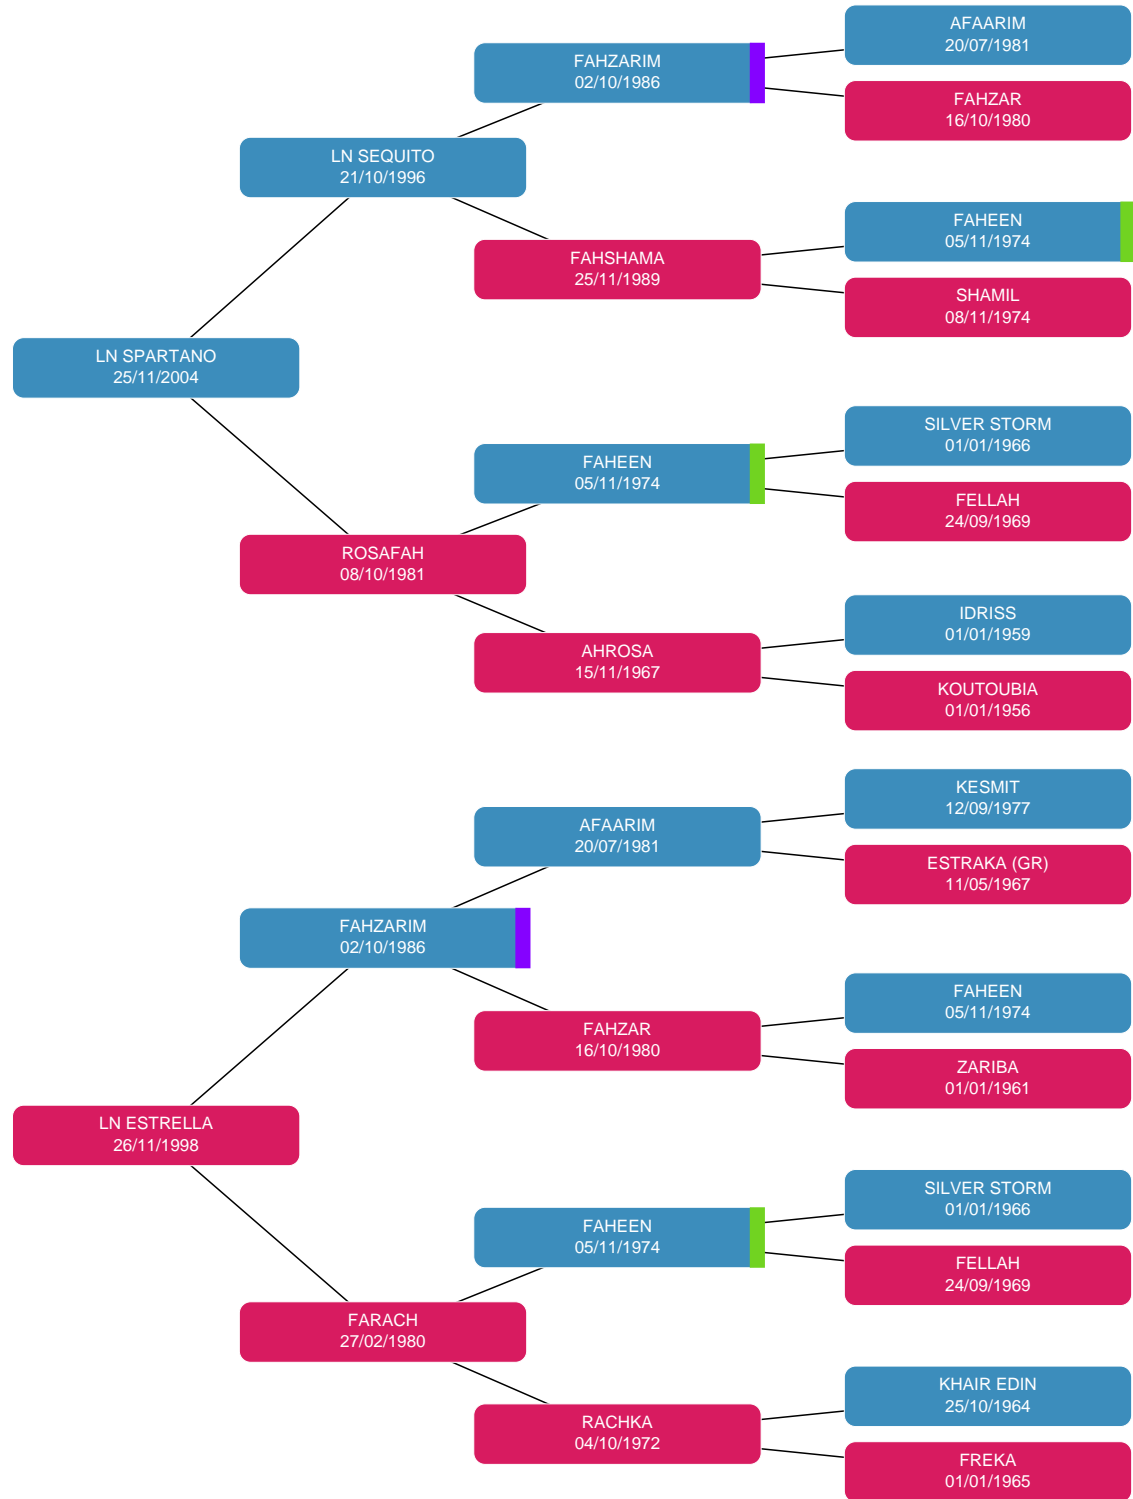 AFAARIM
20/07/1981
FAHZARIM
02/10/1986
FAHZAR
16/10/1980
LN SEQUITO
21/10/1996
FAHEEN
05/11/1974
FAHSHAMA
25/11/1989
SHAMIL
08/11/1974
LN SPARTANO
25/11/2004
SILVER STORM
01/01/1966
FAHEEN
05/11/1974
FELLAH
24/09/1969
ROSAFAH
08/10/1981
IDRISS
01/01/1959
AHROSA
15/11/1967
KOUTOUBIA
01/01/1956
KESMIT
12/09/1977
AFAARIM
20/07/1981
ESTRAKA (GR)
11/05/1967
FAHZARIM
02/10/1986
FAHEEN
05/11/1974
FAHZAR
16/10/1980
ZARIBA
01/01/1961
LN ESTRELLA
26/11/1998
SILVER STORM
01/01/1966
FAHEEN
05/11/1974
FELLAH
24/09/1969
FARACH
27/02/1980
KHAIR EDIN
25/10/1964
RACHKA
04/10/1972
FREKA
01/01/1965